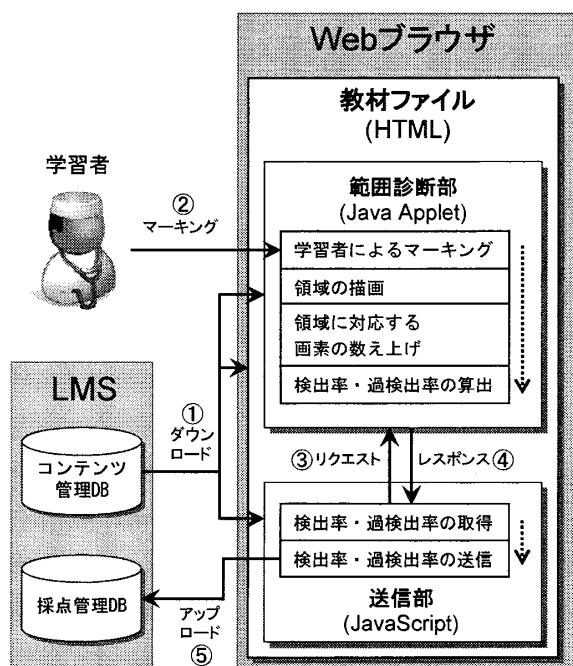 Webブラウザ
教材ファイル
(HTML)
学習者
②
マーキング
範囲診断部
(Java Applet)
学習者によるマーキング
領域の描画
領域に対応する
画素の数え上げ
検出率・過検出率の算出
LMS
コンテンツ
管理DB
①
ダウン
ロード
③リクエスト
レスポンス④
検出率・過検出率の取得
検出率・過検出率の送信
送信部
(JavaScript)
採点管理DB
アップ
ロード
⑤